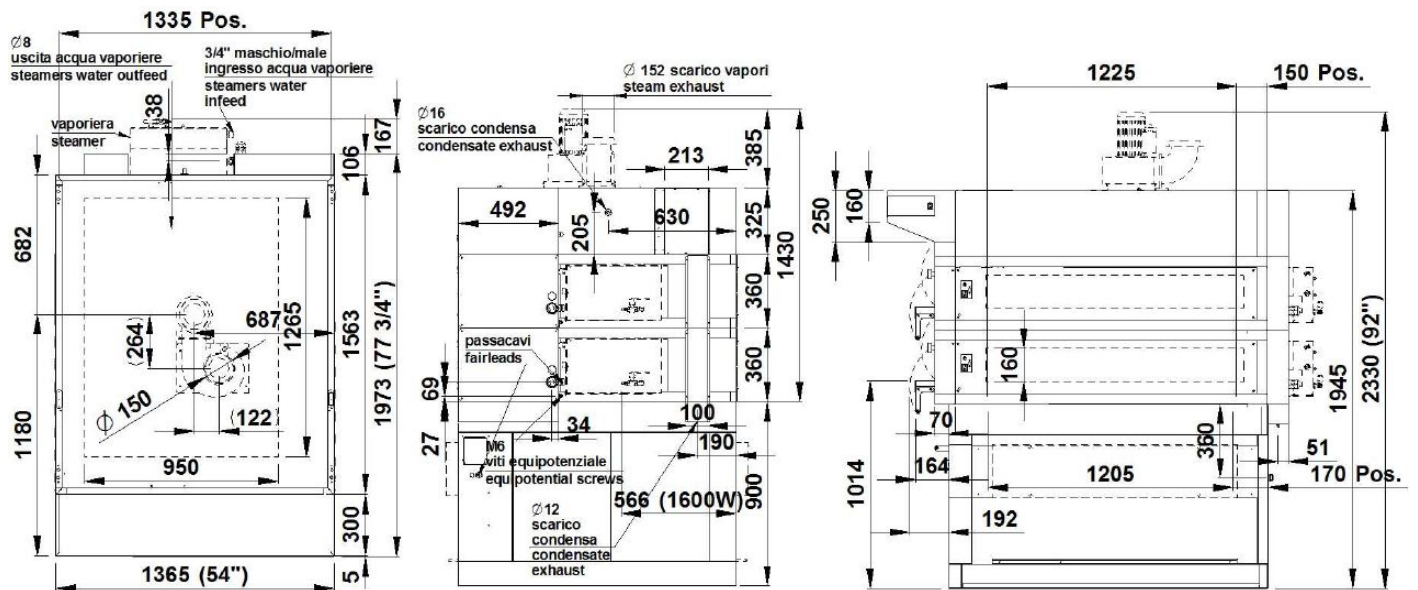 1335 Pos.
Ø8
uscita acqua vaporiere
steamers water outfeed
3/4" maschio/male
ingresso acqua vaporiere
steamers water
infeed
vaporiera
steamer
38
167
106
682
1180
(264)
687
1265
1563
1973 (77 3/4")
Ø 150
(122
950
300
5
1365 (54")
Ø 152 scarico vapori
steam exhaust
Ø16
scarico condensa
condensate exhaust
213
385
492
205
630
325
1430
360
360
passacavi
fairleads
69
27
34
100
190
M6
viti equipotenziale
equipotential screws
566 (1600W)
900
Ø12
scarico
condensa
condensate
exhaust
1225
150 Pos.
250
160
160
70
164
1014
192
360
51
1205
170 Pos.
1945
2330 (92")